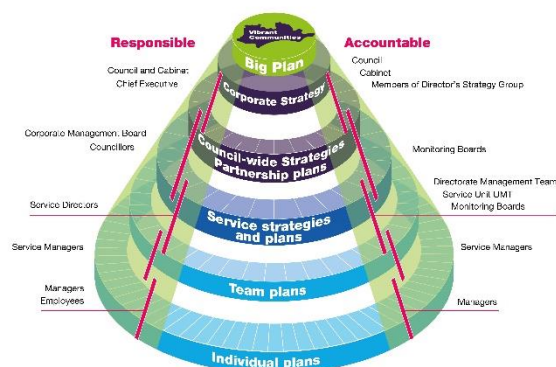 Vibrant
Communities
Big Plan
Responsible
Accountable
Council and Cabinet
Chief Executive
Council
Cabinet
Members of Director's Strategy Group
Corporate Strategy
Corporate Management Board
Councillors
Monitoring Boards
Council-wide Strategies
partnership plans
Directorate Management Team
Service Unit UMT
Monitoring Boards
Service Directors
Service strategies
and plans
Service Managers
Service Managers
Team plans
Managers
Employees
Managers
Individual plans